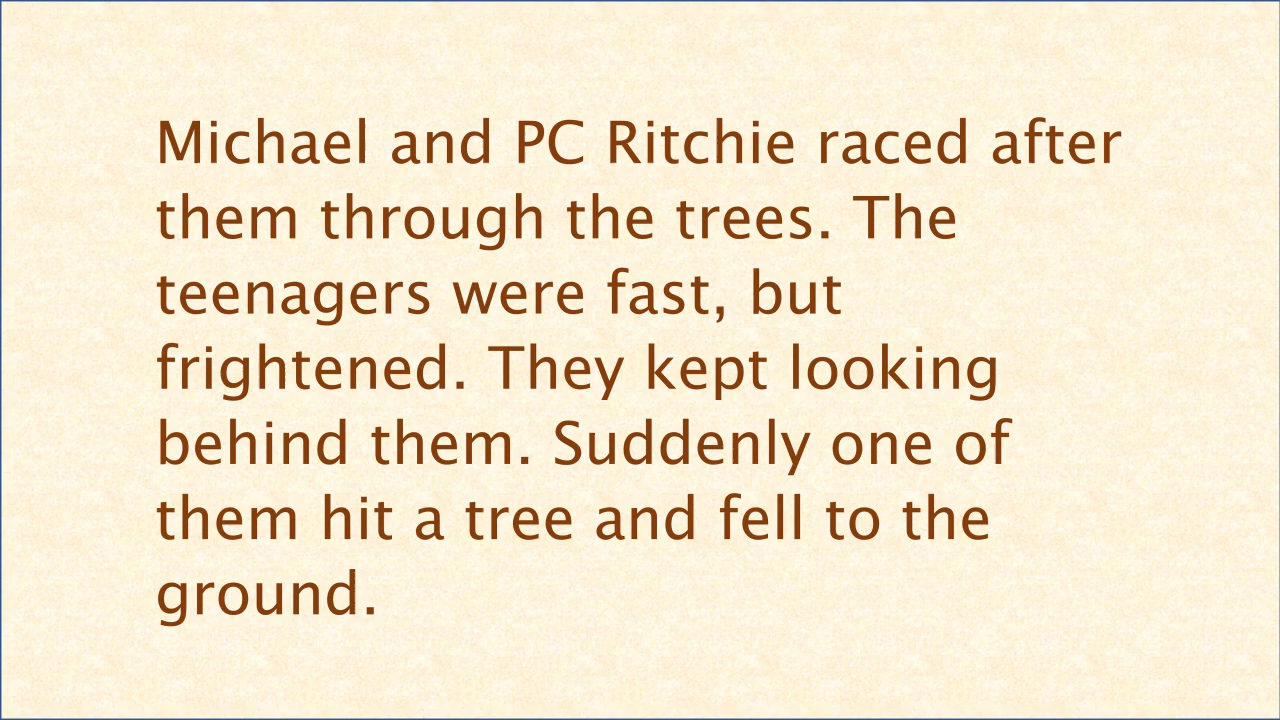 Michael and PC Ritchie raced after
them through the trees. The
teenagers were fast, but
frightened. They kept looking
behind them. Suddenly one of
them hit a tree and fell to the
ground.